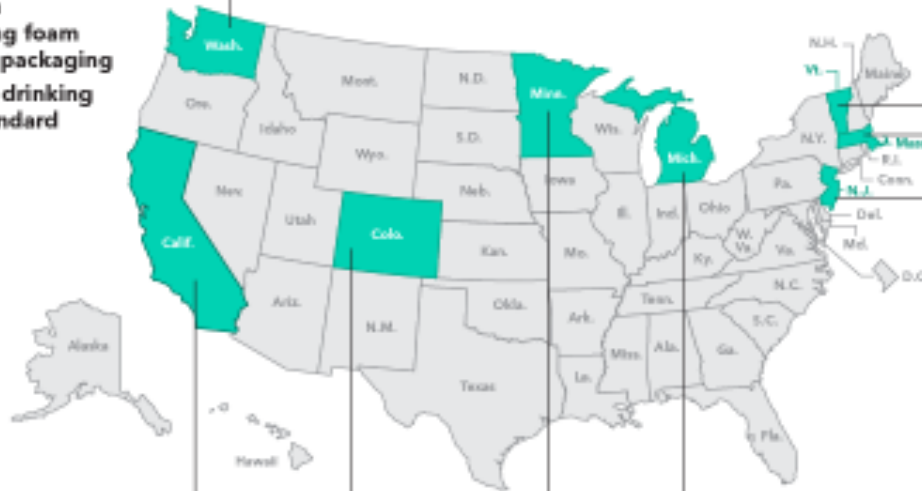 ng foam
packaging
drinking
ndard
Wash.
Mont.
N.D.
Minn.
N.H.
Vt.
Maine
Ore.
Idaho
S.D.
Wis.
Mich.
N.Y.
Mass
R.I.
Conn.
Wyo.
Iowa
Neb.
Pa.
N.J.
Nev.
Utah
Colo.
Ill.
Ind.
Ohio
Del.
Calif.
Kan.
Mo.
W.
Va.
Va.
Md.
Ky.
D.C
Ariz.
N.M.
Okla.
Ark.
Tenn.
N.C.
S.C.
Alaska
Texas
La.
Miss.
Ala.
Ga.
Hawaii
Fla.